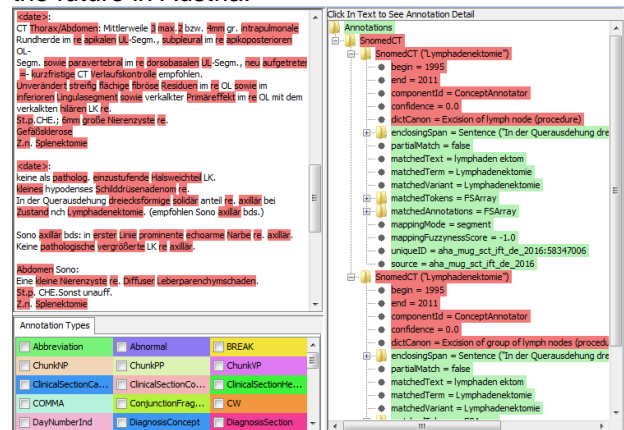 <date>:
CT Thorax/Abdomen: Mittlerweile 3 max.2 bzw. 4mm gr. intrapulmonale
Rundherde im re apikalen UL-Segm., subpleural im re apikoposterioren
OL-
Segm. sowie paravertebral im re dorsobasalen UL-Segm., neu aufgetreten
=- kurzfristige CT Verlaufskontrolle empfohlen.
Unverändert streifig flächige fibröse Residuen im re OL sowie im
inferioren Lingulasegment sowie verkalkter Primäreffekt im re OL mit dem
verkalkten hilären LK re.
St.p.CHE.; 6mm große Nierenzyste re.
Gefäßsklerose
Z.n. Splenektomie
<date>:
keine als patholog. einzustufende Halsweichteil LK.
kleines hypodenses Schilddrüsenadenom re.
In der Querausdehung dreiecksförmige solidär anteil re. axillär bei
Zustand nch Lymphadenektomie. (empfohlen Sono axillär bds.)
Sono axillär bds: in erster Linie prominente echoarme Narbe re. axillär.
Keine pathologische vergrößerte LK re axillär.
Abdomen Sono:
Eine kleine Nierenzyste re. Diffuser Leberparenchymschaden.
St.p. CHE.Sonst unauff.
Z.n. Splenektomie
Annotation Types
Abbreviation Abnormal BREAK
ChunkNP ChunkPP ChunkVP
ClinicalSectionCa... ClinicalSectionCo... ClinicalSectionHe...
COMMA ConjunctionFrag... CW
DayNumberInd DiagnosisConcept DiagnosisSection
Click In Text to See Annotation Detail
Annotations
SnomedCT
SnomedCT ("Lymphadenektomie")
begin = 1995
end = 2011
componentId = ConceptAnnotator
confidence = 0.0
dictCanon = Excision of lymph node (procedure)
enclosingSpan = Sentence ("In der Querausdehung dre
partialMatch = false
matchedText = lymphaden ektom
matchedTerm = Lymphadenektomie
matchedVariant = Lymphadenektomie
matchedTokens = FSArray
matchedAnnotations = FSArray
mappingMode = segment
mappingFuzzynessScore = -1.0
uniqueID = aha_mug_sct_ift_de_2016:58347006
source = aha_mug_sct_ift_de_2016
SnomedCT ("Lymphadenektomie")
begin = 1995
end = 2011
componentId = ConceptAnnotator
confidence = 0.0
dictCanon = Excision of group of lymph nodes (procedu
enclosingSpan = Sentence ("In der Querausdehung dre
partialMatch = false
matchedText = lymphaden ektom
matchedTerm = Lymphadenektomie
matchedVariant = Lymphadenektomie